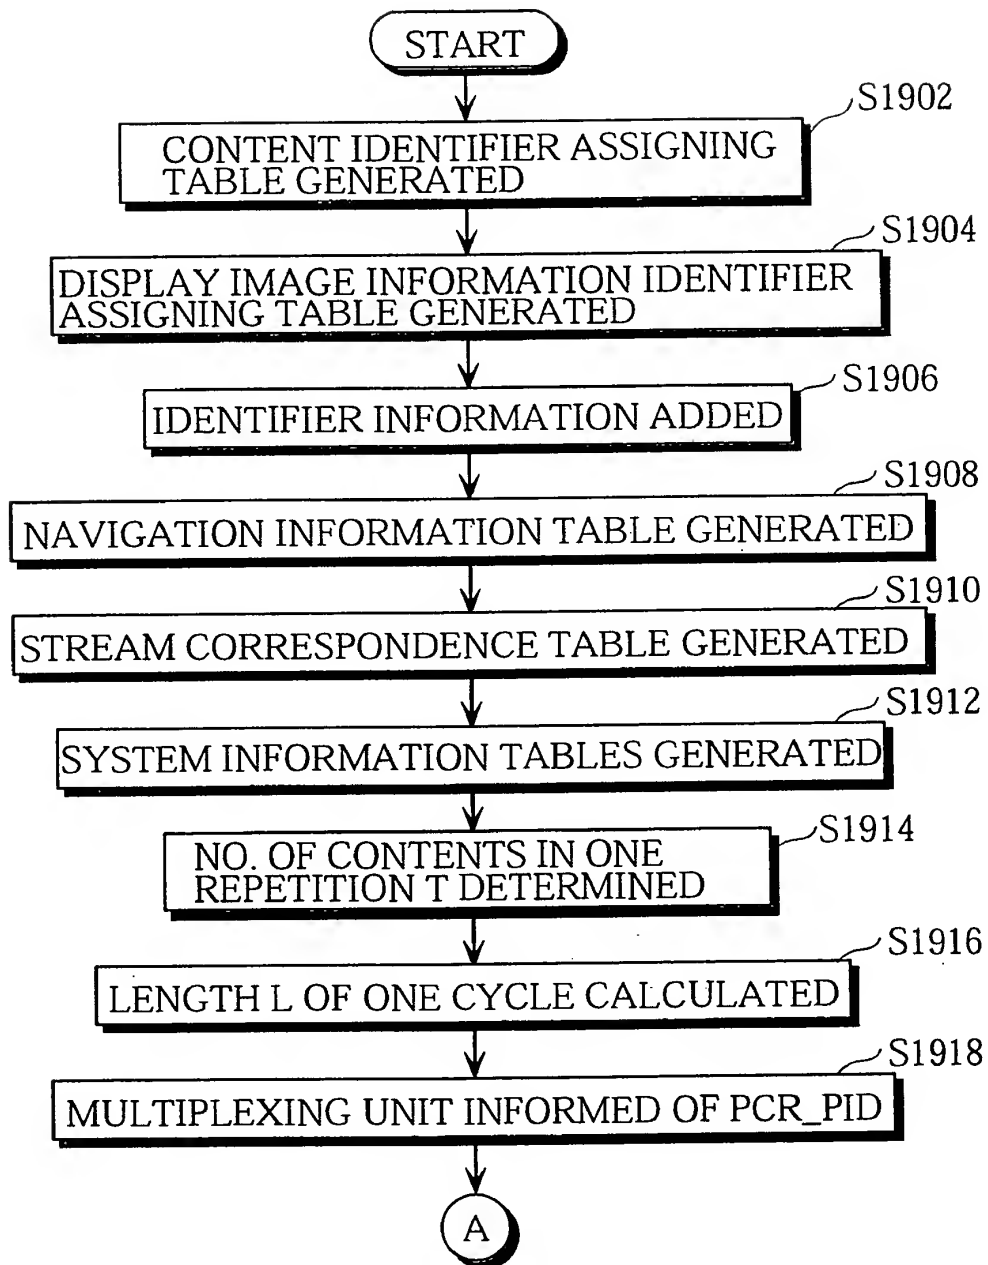 START
S1902
CONTENT IDENTIFIER ASSIGNING
TABLE GENERATED
S1904
DISPLAY IMAGE INFORMATION IDENTIFIER
ASSIGNING TABLE GENERATED
S1906
IDENTIFIER INFORMATION ADDED
S1908
NAVIGATION INFORMATION TABLE GENERATED
S1910
STREAM CORRESPONDENCE TABLE GENERATED
S1912
SYSTEM INFORMATION TABLES GENERATED
S1914
NO. OF CONTENTS IN ONE
REPETITION T DETERMINED
S1916
LENGTH L OF ONE CYCLE CALCULATED
S1918
MULTIPLEXING UNIT INFORMED OF PCR_PID
A